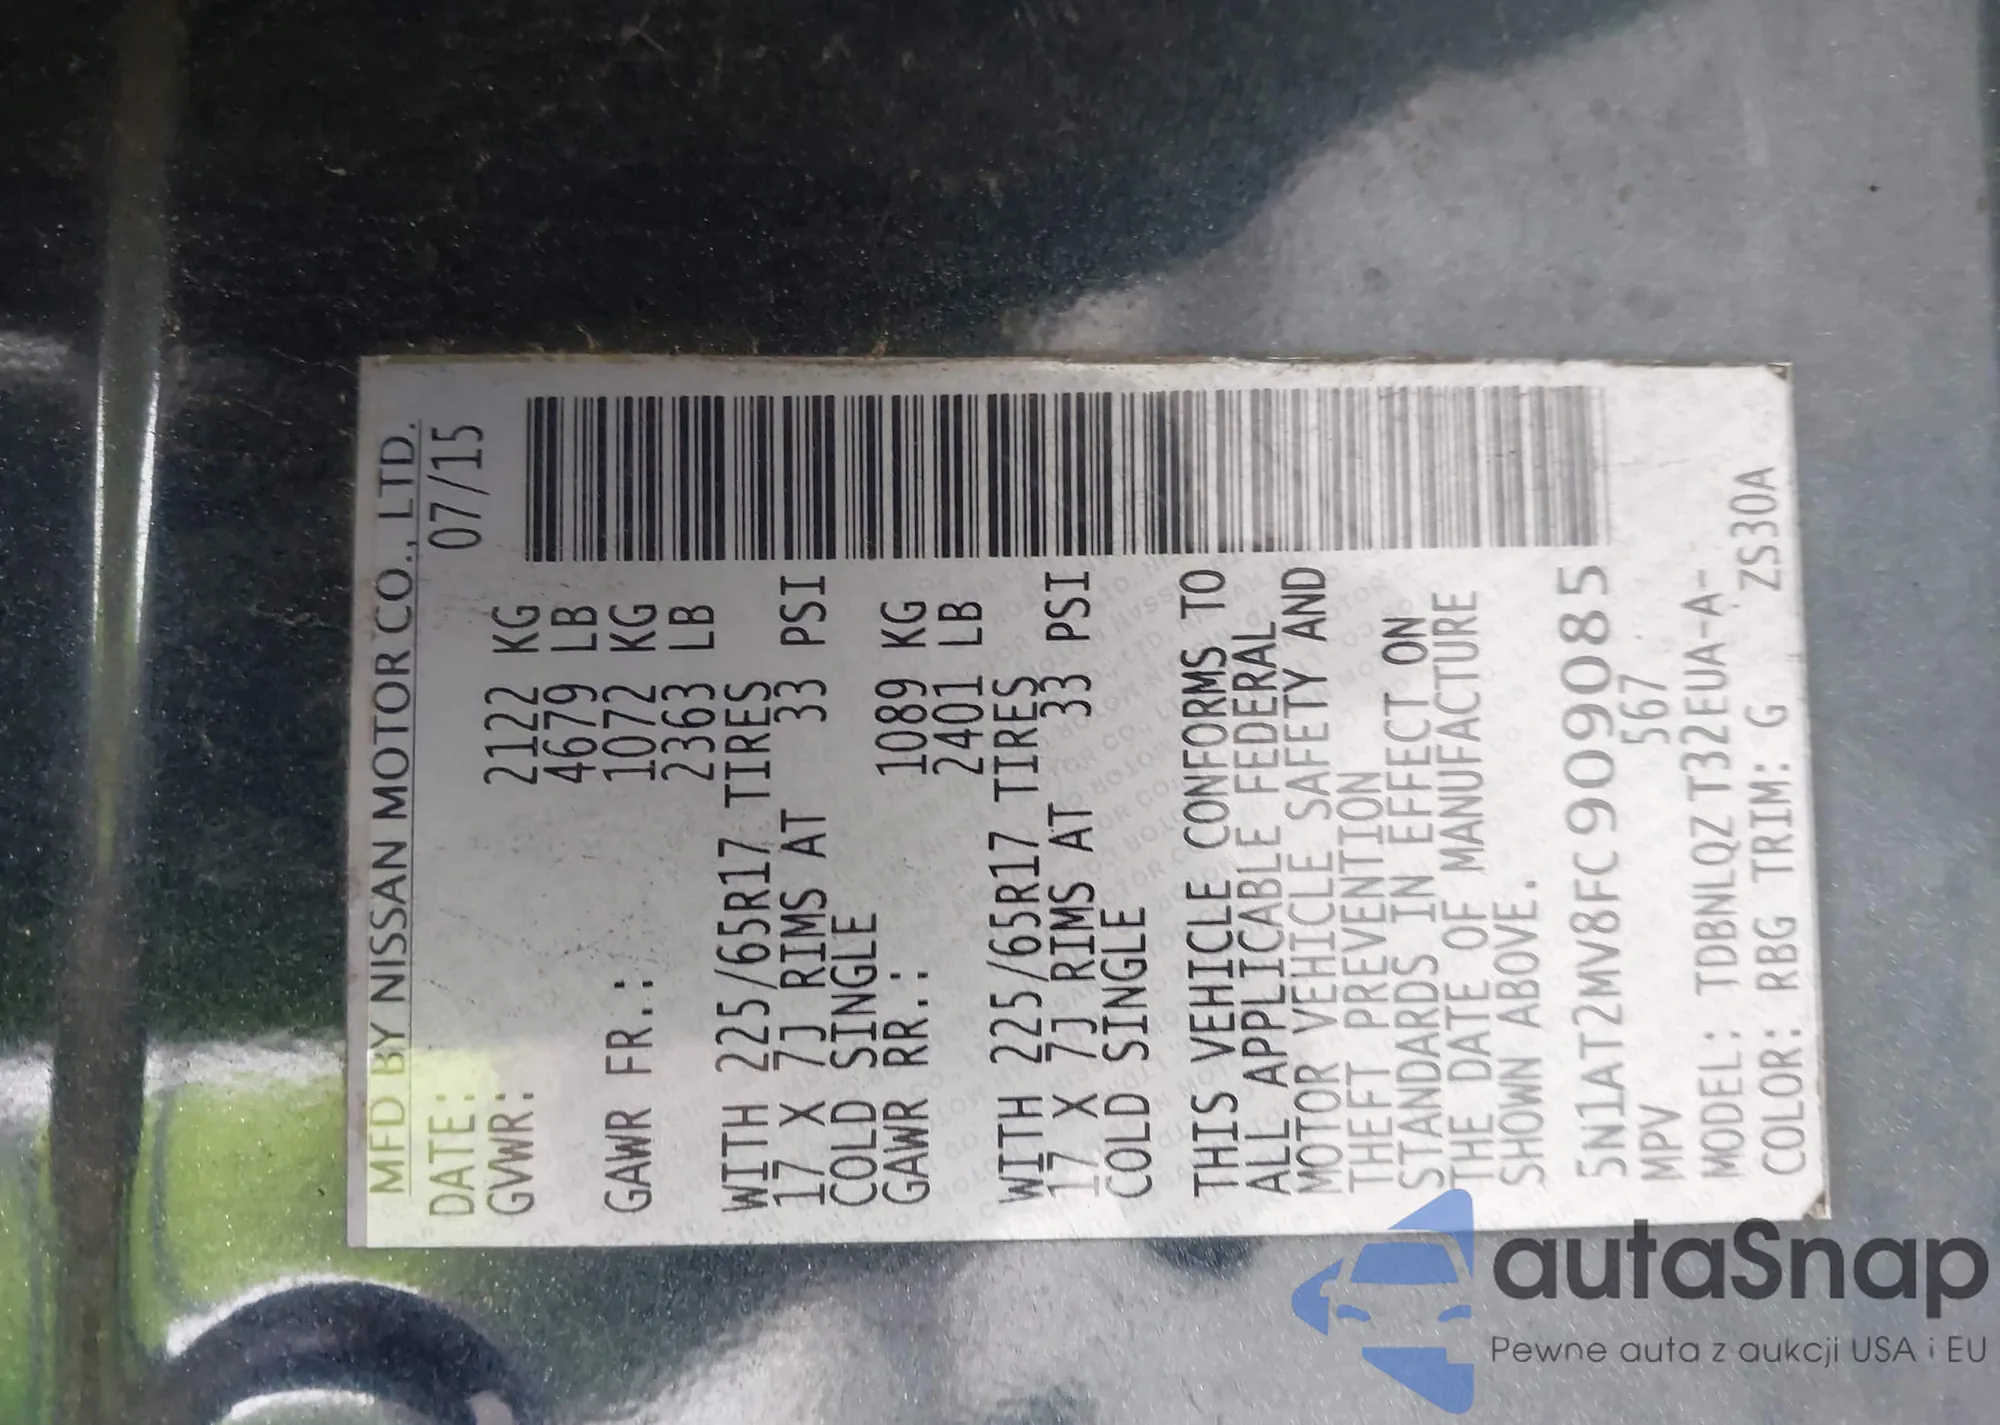 MFD BY NISSAN MOTOR CO., LTD.
DATE: 07/15
GVWR: 2122 KG
4679 LB
GAWR FR.: 1072 KG
2363 LB
WITH 225/65R17 TIRES
17 X 7J RIMS AT 33 PSI
COLD SINGLE
GAWR RR.: 1089 KG
2401 LB
WITH 225/65R17 TIRES
17 X 7J RIMS AT 33 PSI
COLD SINGLE
THIS VEHICLE CONFORMS TO
ALL APPLICABLE FEDERAL
MOTOR VEHICLE SAFETY AND
THEFT PREVENTION
STANDARDS IN EFFECT ON
THE DATE OF MANUFACTURE
SHOWN ABOVE.
5N1AT2MV8FC909085
MPV 567
MODEL: TDBNLQZ T32EUA-A-
COLOR: RBG TRIM: G ZS30A
autaSnap
Pewne auta z aukcji USA i EU